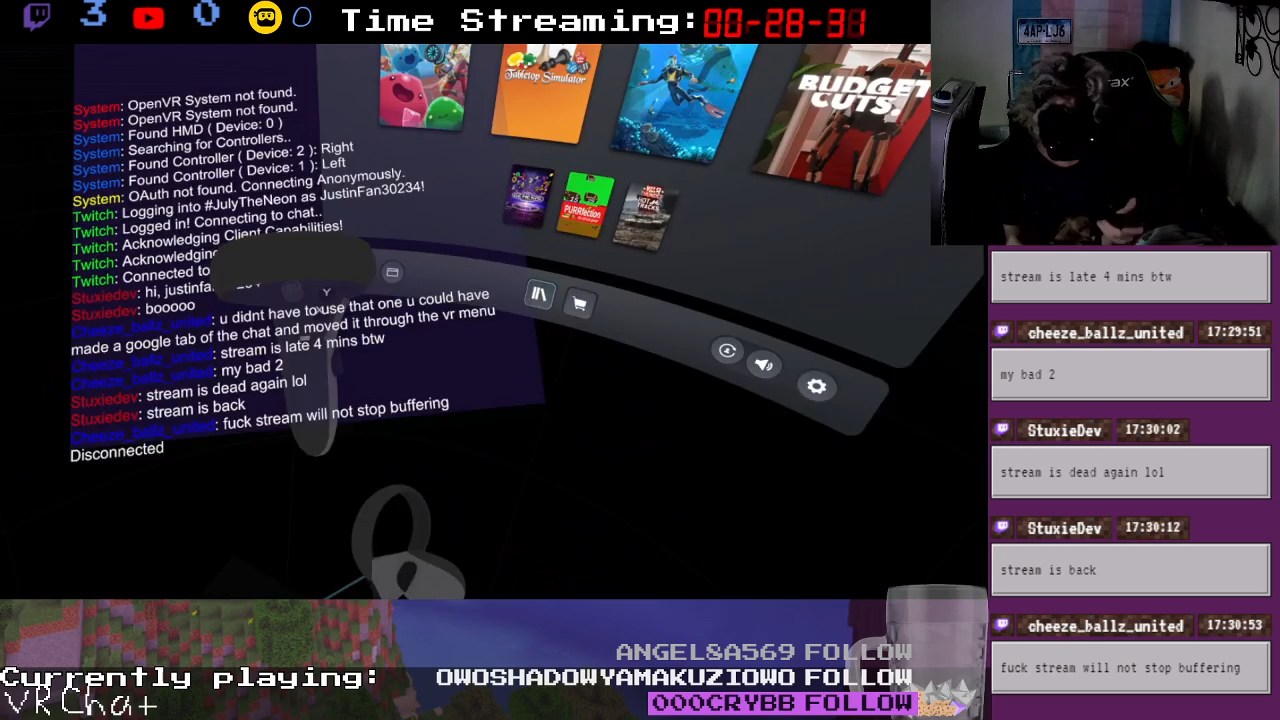 3 0 0 Time Streaming: 00-28-31
4AP-LJ6
rax
Tabletop Simulator
BUDGET CUTS.
PURRfection
HOT TRACKS
System: OpenVR System not found.
System: OpenVR System not found.
System: Found HMD ( Device: 0 )
System: Searching for Controllers..
System: Found Controller ( Device: 2 ): Right
System: Found Controller ( Device: 1 ): Left
System: OAuth not found. Connecting Anonymously.
Twitch: Logging into #JulyTheNeon as JustinFan30234!
Twitch: Logged in! Connecting to chat..
Twitch: Acknowledging Client Capabilities!
Twitch: Acknowledging
Twitch: Connected to
Stuxiedev: hi, justinfa
Stuxiedev: booooo
Cheeze_ballz_united: u didnt have to use that one u could have
made a google tab of the chat and moved it through the vr menu
Cheeze_ballz_united: stream is late 4 mins btw
Cheeze_ballz_united: my bad 2
Stuxiedev: stream is dead again lol
Stuxiedev: stream is back
Cheeze_ballz_united: fuck stream will not stop buffering
Disconnected
Y
stream is late 4 mins btw
cheeze_ballz_united 17:29:51
my bad 2
StuxieDev 17:30:02
stream is dead again lol
StuxieDev 17:30:12
stream is back
cheeze_ballz_united 17:30:53
fuck stream will not stop buffering
ANGEL8A569 FOLLOW
OWOSHADOWYAMAKUZIOWO FOLLOW
OOOCRYBB FOLLOW
Currently playing:
VRChat